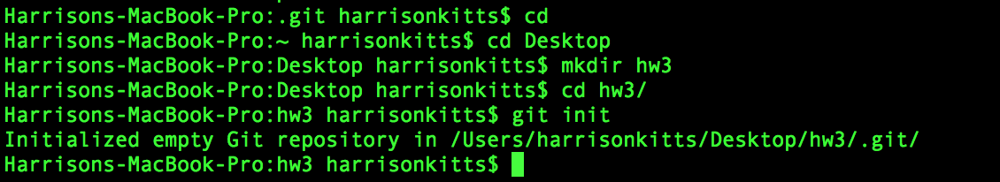 Harrisons-MacBook-Pro:.git harrisonkitts$ cd
Harrisons-MacBook-Pro:~ harrisonkitts$ cd Desktop
Harrisons-MacBook-Pro:Desktop harrisonkitts$ mkdir hw3
Harrisons-MacBook-Pro:Desktop harrisonkitts$ cd hw3/
Harrisons-MacBook-Pro:hw3 harrisonkitts$ git init
Initialized empty Git repository in /Users/harrisonkitts/Desktop/hw3/.git/
Harrisons-MacBook-Pro:hw3 harrisonkitts$